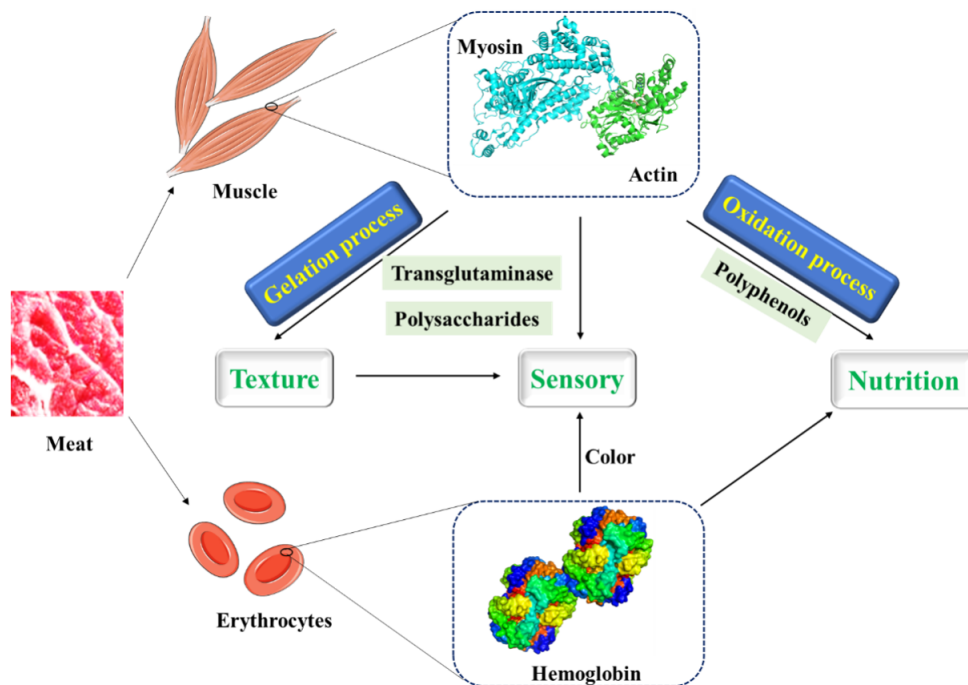 Myosin
Actin
Muscle
Gelation process
Oxidation process
Transglutaminase
Polysaccharides
Polyphenols
Texture
Sensory
Nutrition
Meat
Color
Erythrocytes
Hemoglobin